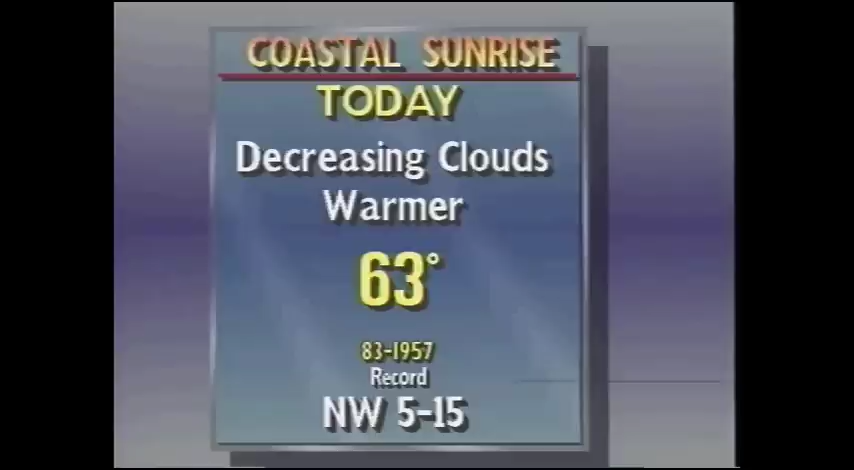 COASTAL SUNRISE
TODAY
Decreasing Clouds
Warmer
63°
83-1957
Record
NW 5-15